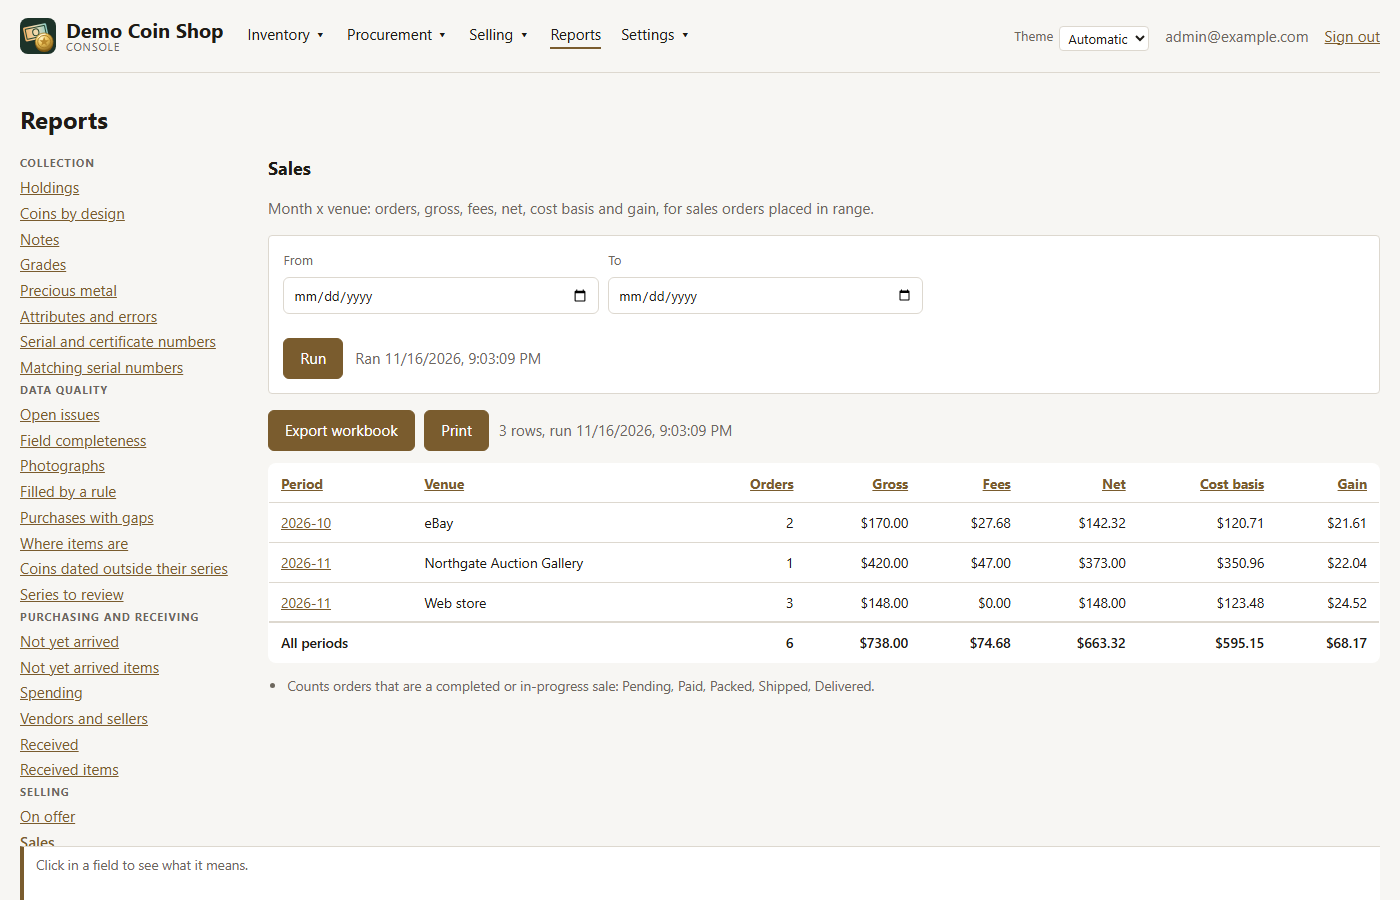 Demo Coin Shop
CONSOLE
Inventory ▼
Procurement ▼
Selling ▼
Reports
Settings ▼
Theme
Automatic
admin@example.com
Sign out
Reports
COLLECTION
Holdings
Coins by design
Notes
Grades
Precious metal
Attributes and errors
Serial and certificate numbers
Matching serial numbers
DATA QUALITY
Open issues
Field completeness
Photographs
Filled by a rule
Purchases with gaps
Where items are
Coins dated outside their series
Series to review
PURCHASING AND RECEIVING
Not yet arrived
Not yet arrived items
Spending
Vendors and sellers
Received
Received items
SELLING
On offer
Sales
Sales
Month x venue: orders, gross, fees, net, cost basis and gain, for sales orders placed in range.
From To
mm/dd/yyyy mm/dd/yyyy
Run Ran 11/16/2026, 9:03:09 PM
Export workbook Print 3 rows, run 11/16/2026, 9:03:09 PM
Period Venue Orders Gross Fees Net Cost basis Gain
2026-10 eBay 2 $170.00 $27.68 $142.32 $120.71 $21.61
2026-11 Northgate Auction Gallery 1 $420.00 $47.00 $373.00 $350.96 $22.04
2026-11 Web store 3 $148.00 $0.00 $148.00 $123.48 $24.52
All periods 6 $738.00 $74.68 $663.32 $595.15 $68.17
• Counts orders that are a completed or in-progress sale: Pending, Paid, Packed, Shipped, Delivered.
Click in a field to see what it means.